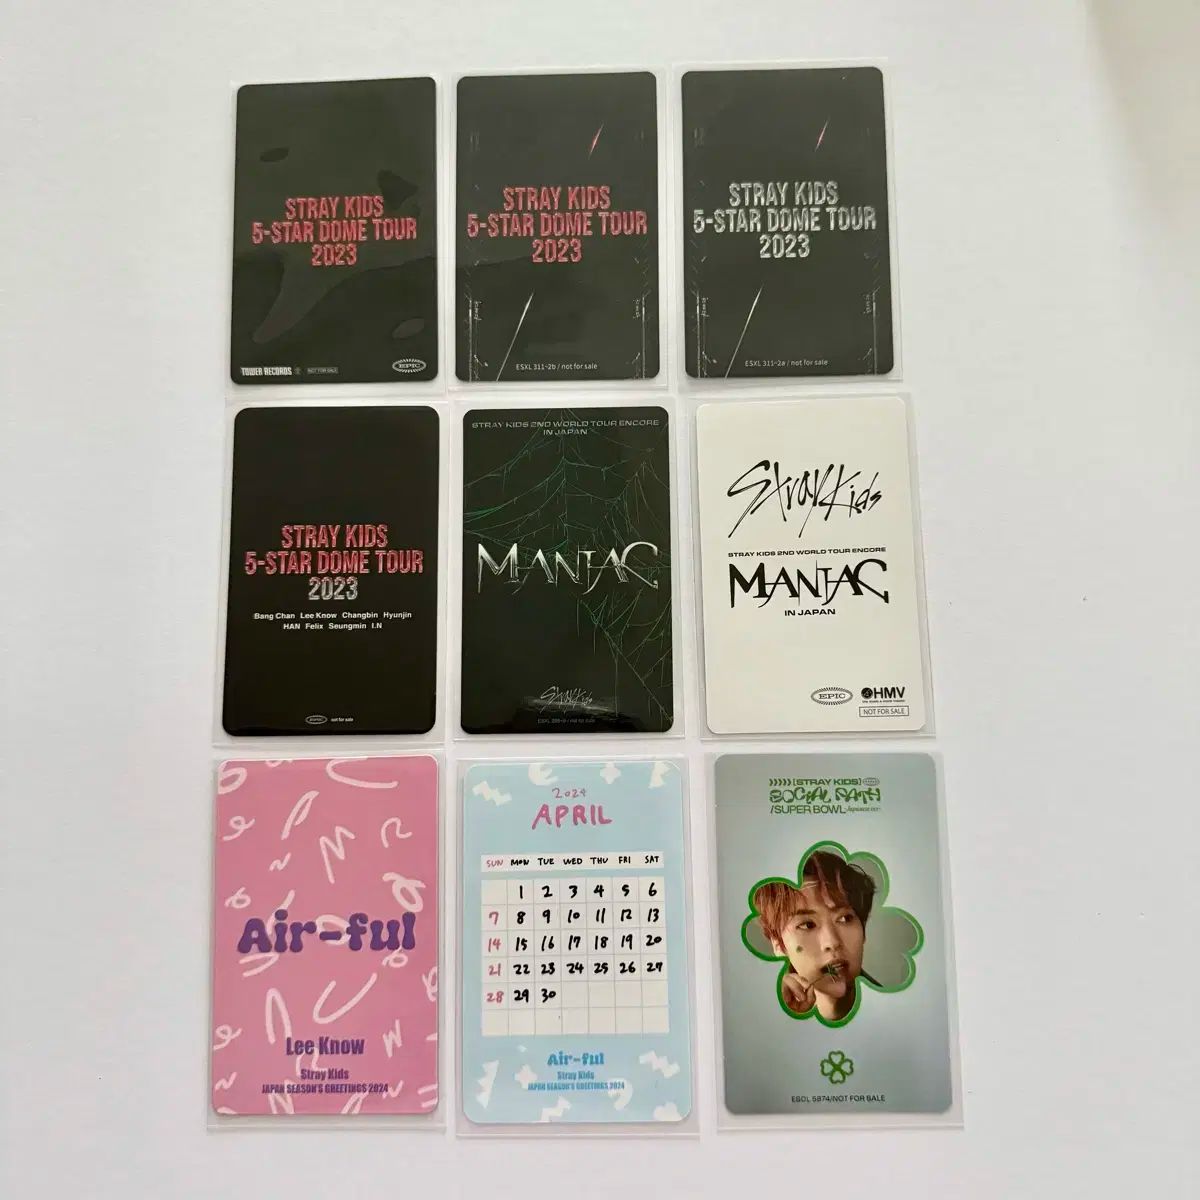 STRAY KIDS
5-STAR DOME TOUR
2023
TOWER RECORDS
NOT FOR SALE
EPIC
STRAY KIDS
5-STAR DOME TOUR
2023
ESXL 311-2b / not for sale
STRAY KIDS
5-STAR DOME TOUR
2023
ESXL 311-2a / not for sale
STRAY KIDS
5-STAR DOME TOUR
2023
Bang Chan Lee Know Changbin Hyunjin
HAN Felix Seungmin I.N
EPIC not for sale
STRAY KIDS 2ND WORLD TOUR ENCORE
IN JAPAN
MANIAC
StrayKids
StrayKids
STRAY KIDS 2ND WORLD TOUR ENCORE
MANIAC
IN JAPAN
EPIC
HMV
NOT FOR SALE
Air-ful
Lee Know
Stray Kids
JAPAN SEASON'S GREETINGS 2024
2024
APRIL
SUN MON TUE WED THU FRI SAT
1 2 3 4 5 6
7 8 9 10 11 12 13
14 15 16 17 18 19 20
21 22 23 24 25 26 27
28 29 30
Air-ful
Stray Kids
JAPAN SEASON'S GREETINGS 2024
[STRAY KIDS]
SOCIAL PATH
/SUPER BOWL -Japanese ver.-
ESCL 5874/NOT FOR SALE